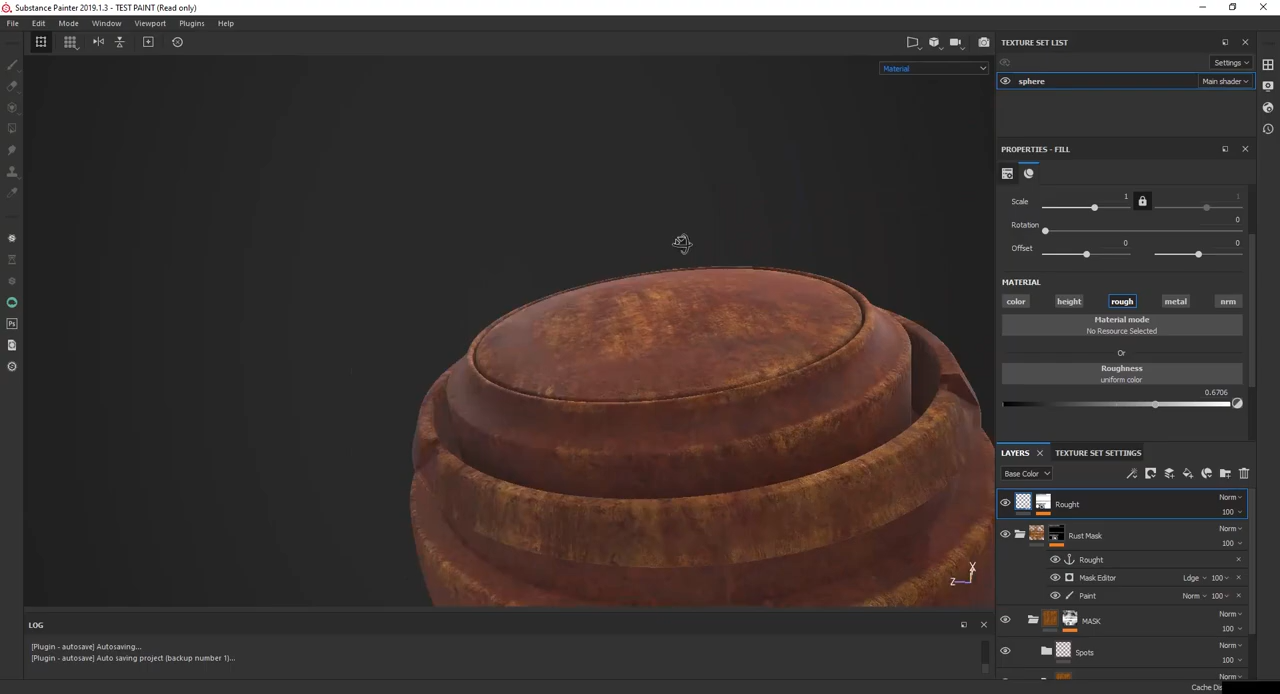 Substance Painter 2019.1.3 - TEST PAINT (Read only)
File Edit Mode Window Viewport Plugins Help
Material
TEXTURE SET LIST
Settings
sphere Main shader
PROPERTIES - FILL
Scale 1 1
Rotation 0
Offset 0 0
MATERIAL
color height rough metal nrm
Material mode
No Resource Selected
Or
Roughness
uniform color
0.6706
LAYERS TEXTURE SET SETTINGS
Base Color
Rought Norm 100
Rust Mask Norm 100
Rought
Mask Editor Ldge 100
Paint Norm 100
MASK Norm 100
Spots Norm 100
X
Z
LOG
[Plugin - autosave] Autosaving...
[Plugin - autosave] Auto saving project (backup number 1)...
Cache Dis